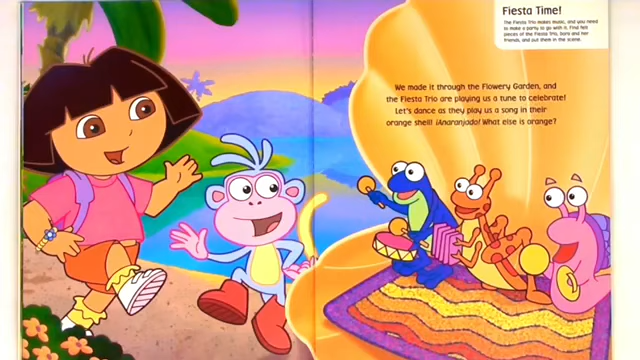 Fiesta Time!
The Fiesta Trio makes music, and you need
to make a party to go with it. Find felt
pieces of the Fiesta Trio, Dora and her
friends, and put them in the scene.
We made it through the Flowery Garden, and
the Fiesta Trio are playing us a tune to celebrate!
Let's dance as they play us a song in their
orange shell! ¡Anaranjado! What else is orange?